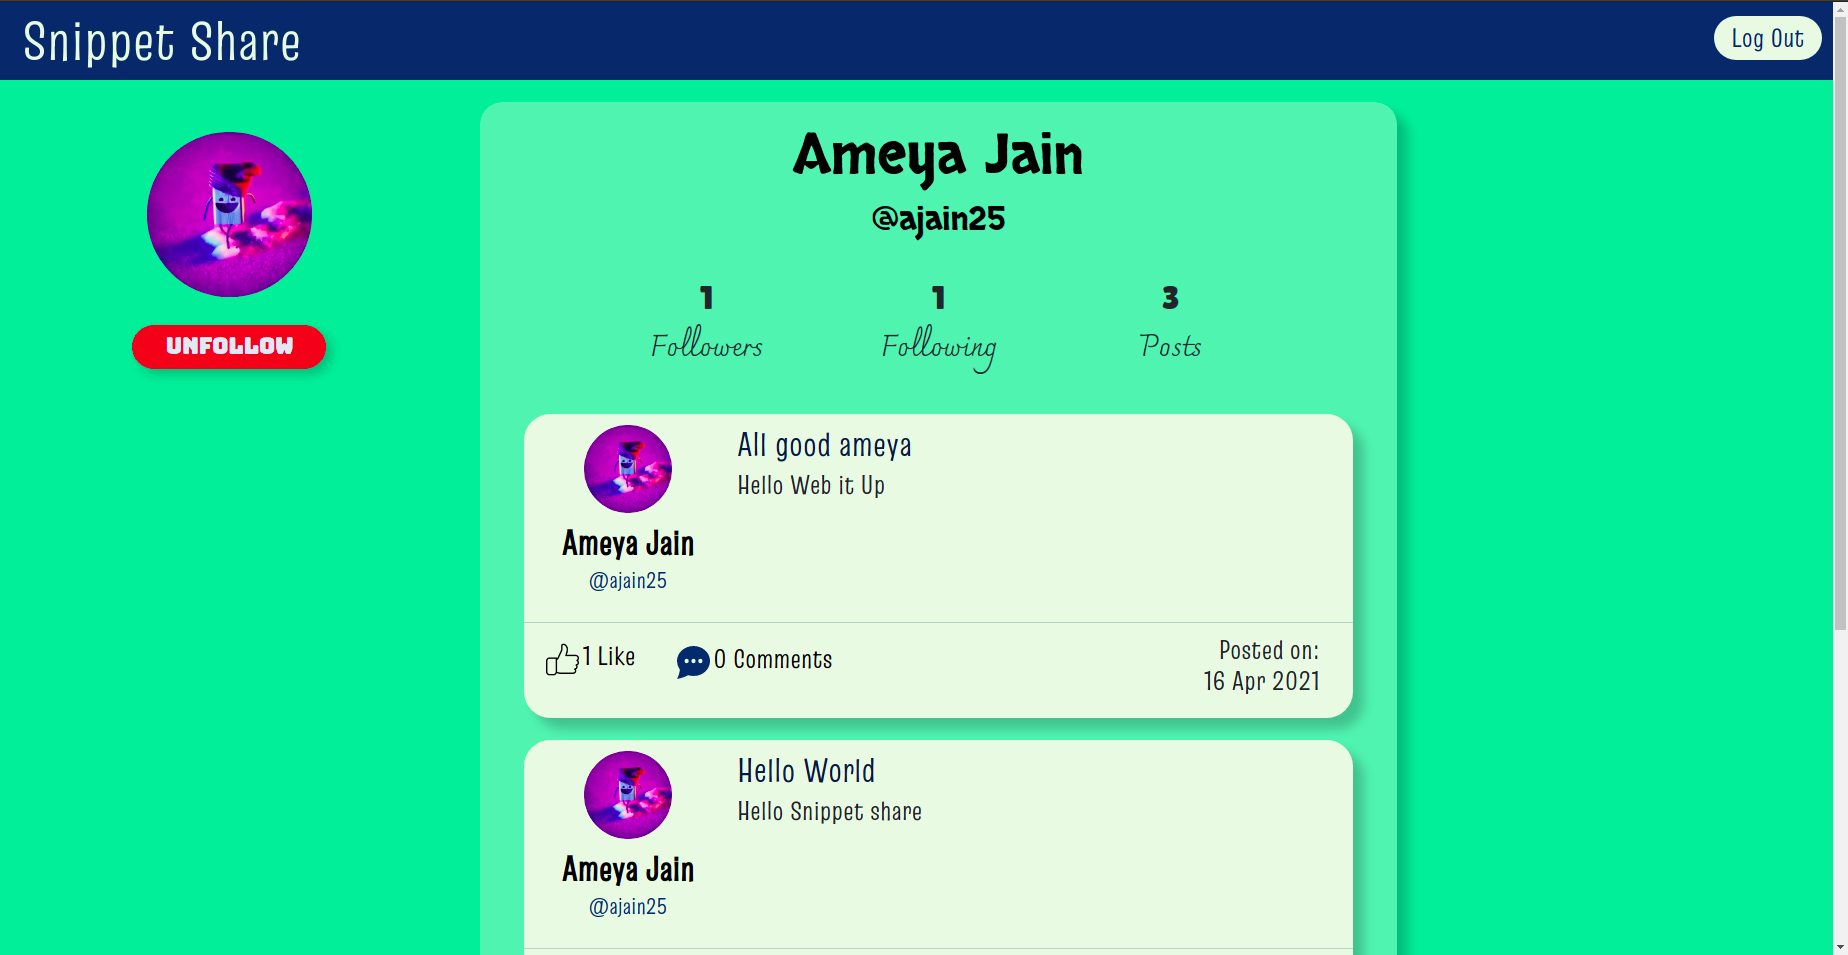 Snippet Share
Log Out
Ameya Jain
@ajain25
UNFOLLOW
1 1 3
Followers Following Posts
All good ameya
Hello Web it Up
Ameya Jain
@ajain25
1 Like 0 Comments
Posted on:
16 Apr 2021
Hello World
Hello Snippet share
Ameya Jain
@ajain25